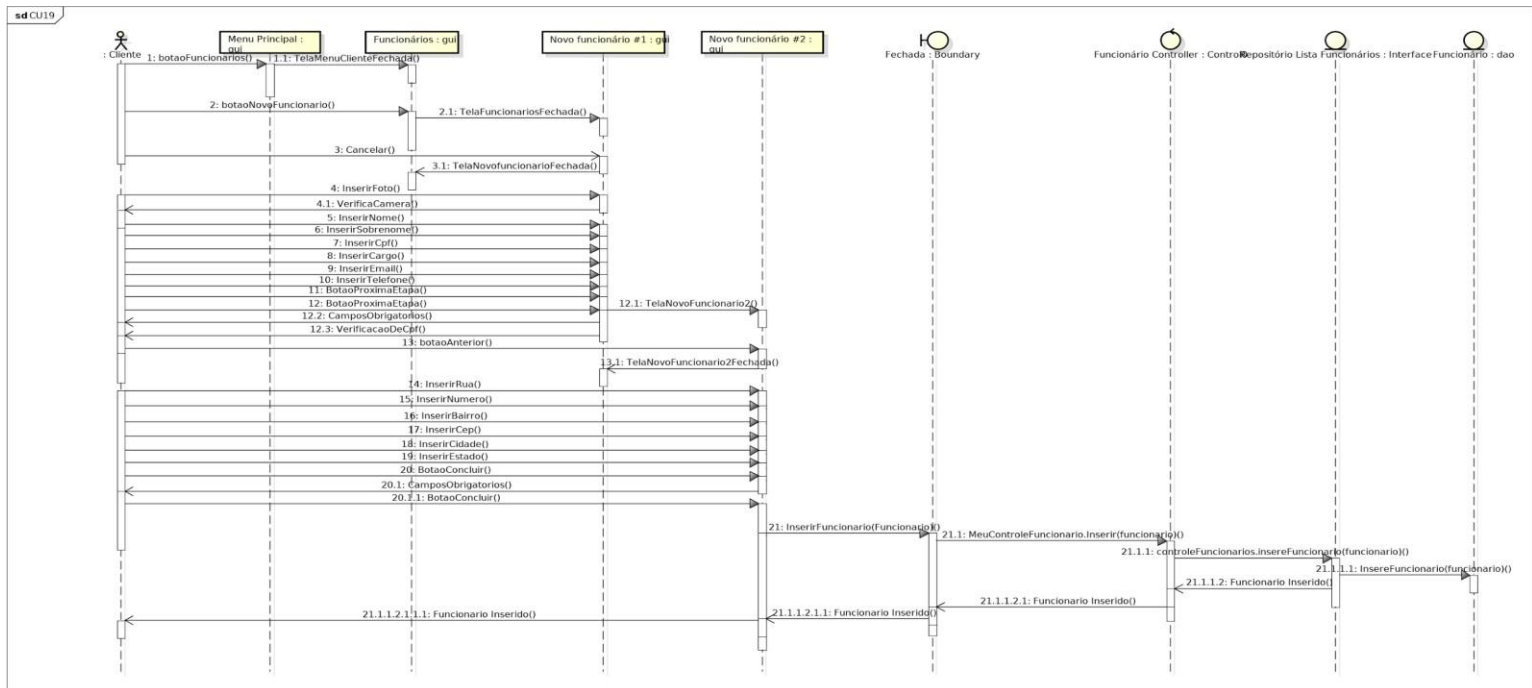 sd CU19
Menu Principal :
gui
Funcionários : gui
Novo funcionário #1 : gui
Novo funcionário #2 :
gui
: Cliente
Fechada : Boundary
Funcionário Controller : Controle
Repositório Lista Funcionários : Interface
Funcionário : dao
1: botaoFuncionarios()
1.1: TelaMenuClienteFechada()
2: botaoNovoFuncionario()
2.1: TelaFuncionariosFechada()
3: Cancelar()
3.1: TelaNovofuncionarioFechada()
4: InserirFoto()
4.1: VerificaCamera()
5: InserirNome()
6: InserirSobrenome()
7: InserirCpf()
8: InserirCargo()
9: InserirEmail()
10: InserirTelefone()
11: BotaoProximaEtapa()
12: BotaoProximaEtapa()
12.1: TelaNovoFuncionario2()
12.2: CamposObrigatorios()
12.3: VerificacaoDeCpf()
13: botaoAnterior()
13.1: TelaNovoFuncionario2Fechada()
14: InserirRua()
15: InserirNumero()
16: InserirBairro()
17: InserirCep()
18: InserirCidade()
19: InserirEstado()
20: BotaoConcluir()
20.1: CamposObrigatorios()
20.1.1: BotaoConcluir()
21: InserirFuncionario(Funcionario)()
21.1: MeuControleFuncionario.Inserir(funcionario)()
21.1.1: controleFuncionarios.insereFuncionario(funcionario)()
21.1.1.1: InsereFuncionario(funcionario)()
21.1.1.2: Funcionario Inserido()
21.1.1.2.1: Funcionario Inserido()
21.1.1.2.1.1: Funcionario Inserido()
21.1.1.2.1.1.1: Funcionario Inserido()